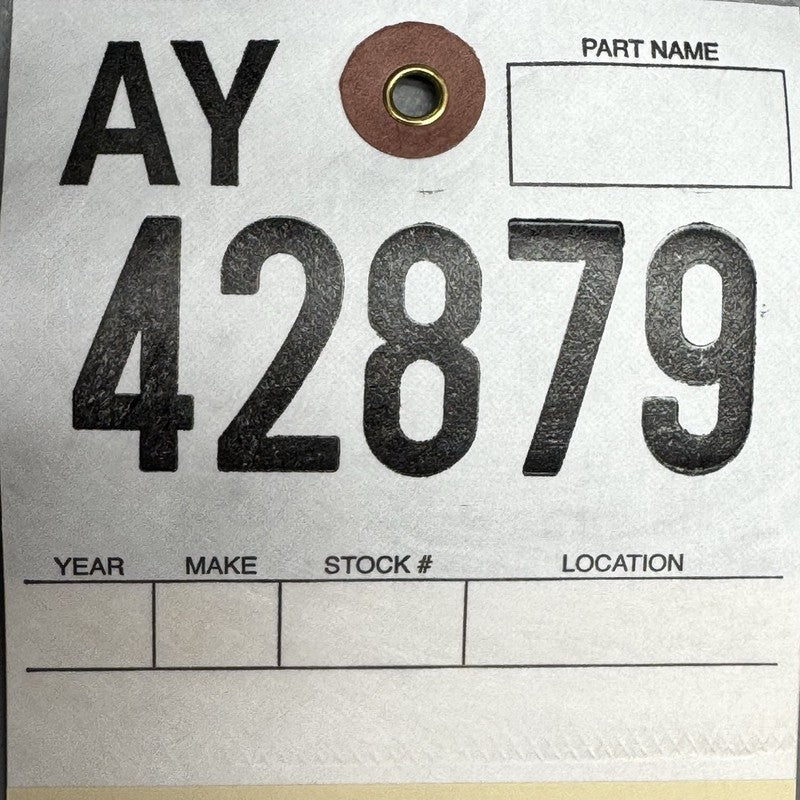 AY
PART NAME
42879
YEAR MAKE STOCK # LOCATION